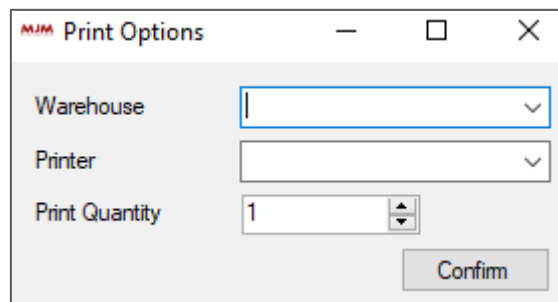 MJM Print Options
Warehouse
Printer
Print Quantity 1
Confirm